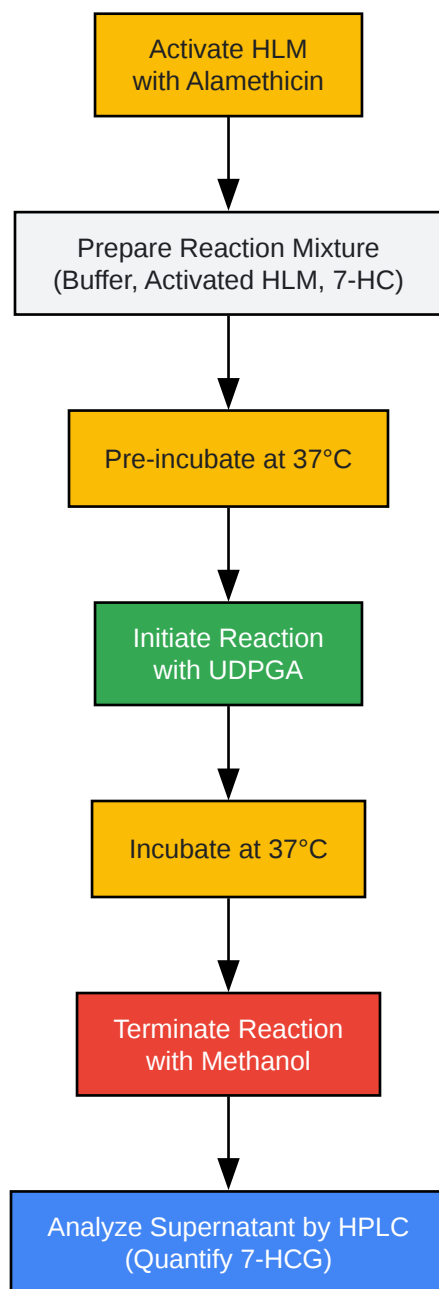 Activate HLM
with Alamethicin
Prepare Reaction Mixture
(Buffer, Activated HLM, 7-HC)
Pre-incubate at 37°C
Initiate Reaction
with UDPGA
Incubate at 37°C
Terminate Reaction
with Methanol
Analyze Supernatant by HPLC
(Quantify 7-HCG)